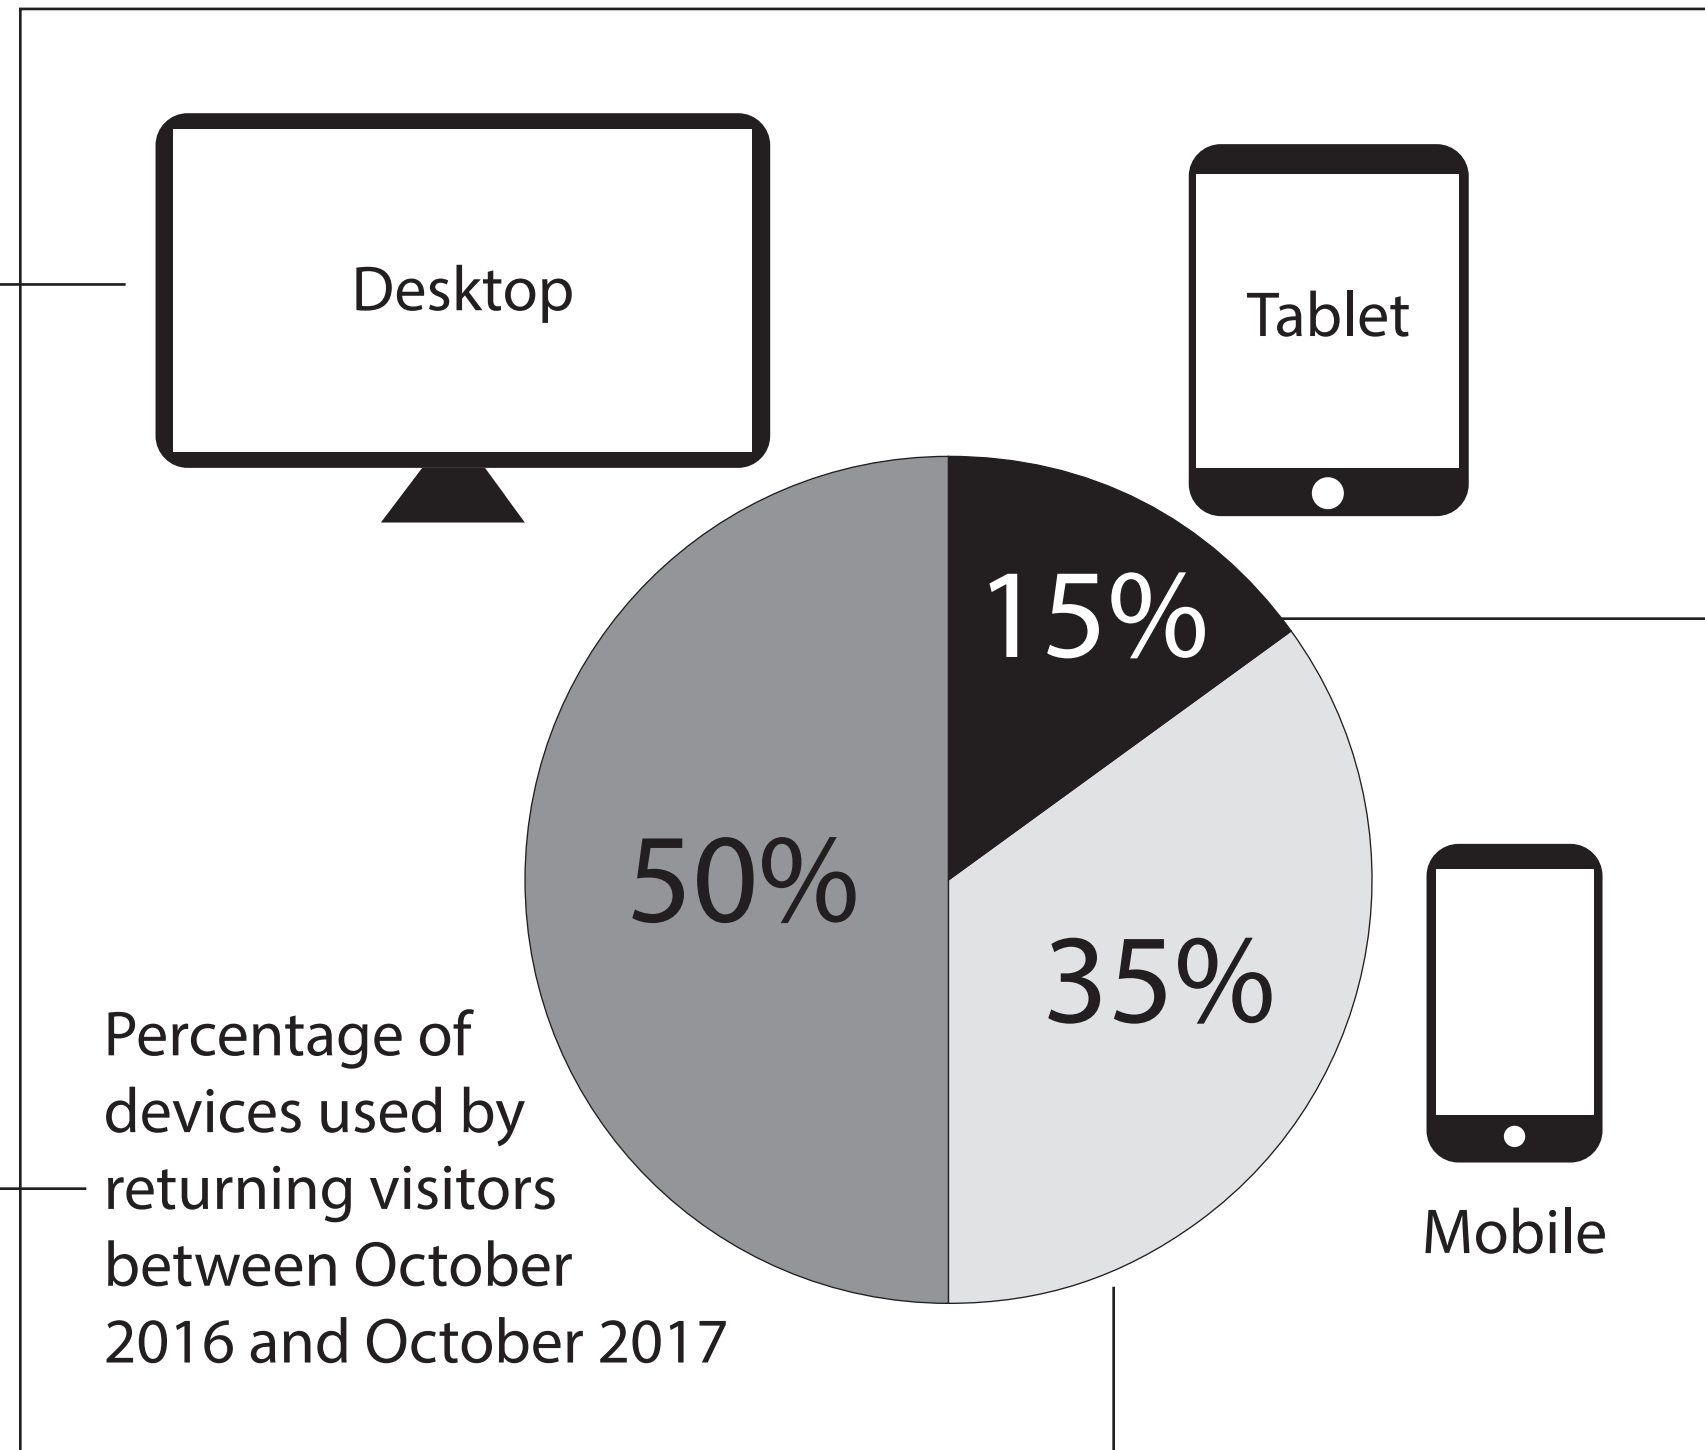 Desktop
Tablet
15%
50%
35%
Percentage of
devices used by
returning visitors
between October
2016 and October 2017
Mobile